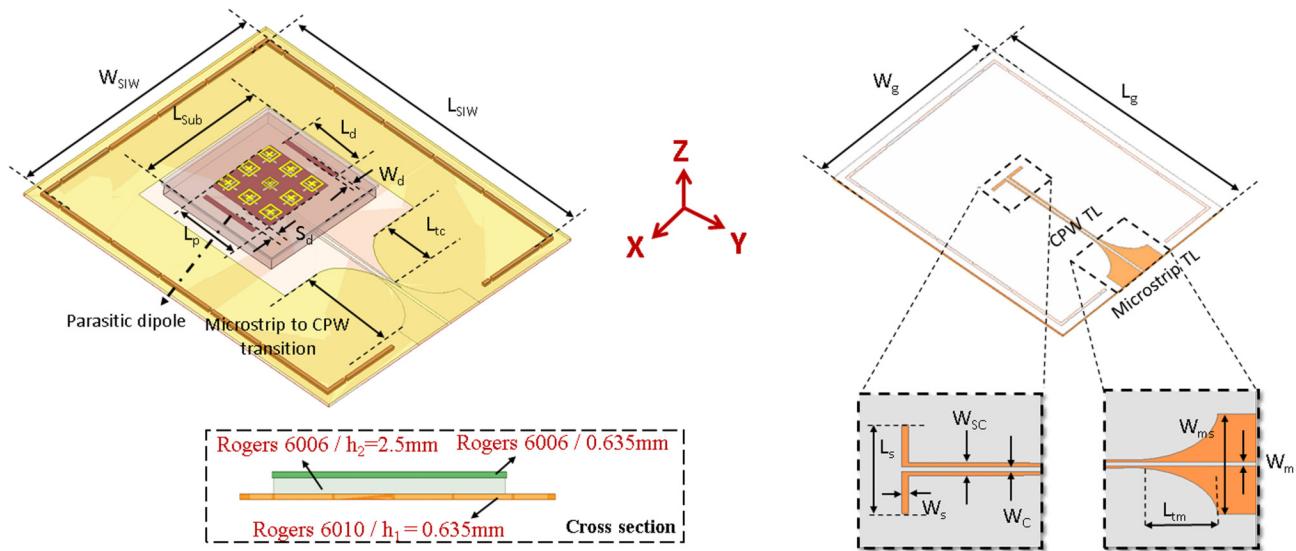 W_SIW
L_Sub
L_d
L_SIW
W_d
L_tc
L_p
S_d
Parasitic dipole
Microstrip to CPW
transition
Z
X
Y
W_g
L_g
CPW TL
Microstrip TL
Rogers 6006 / h_2=2.5mm
Rogers 6006 / 0.635mm
Rogers 6010 / h_1=0.635mm
Cross section
W_SC
L_s
W_s
W_C
W_ms
W_m
L_tm